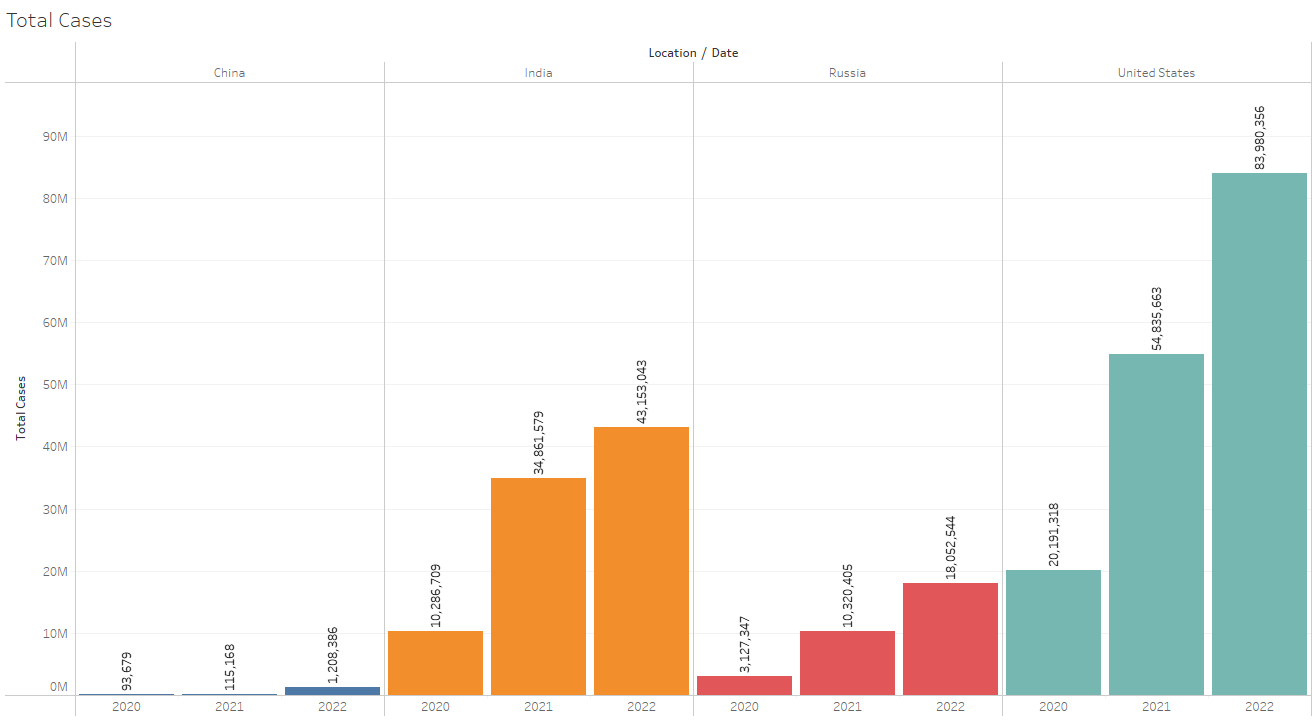 Total Cases
Location / Date
China India Russia United States
90M
80M
70M
60M
50M
40M
30M
20M
10M
0M
Total Cases
93,679
115,168
1,208,386
10,286,709
34,861,579
43,153,043
3,127,347
10,320,405
18,052,544
20,191,318
54,835,663
83,980,356
2020 2021 2022 2020 2021 2022 2020 2021 2022 2020 2021 2022